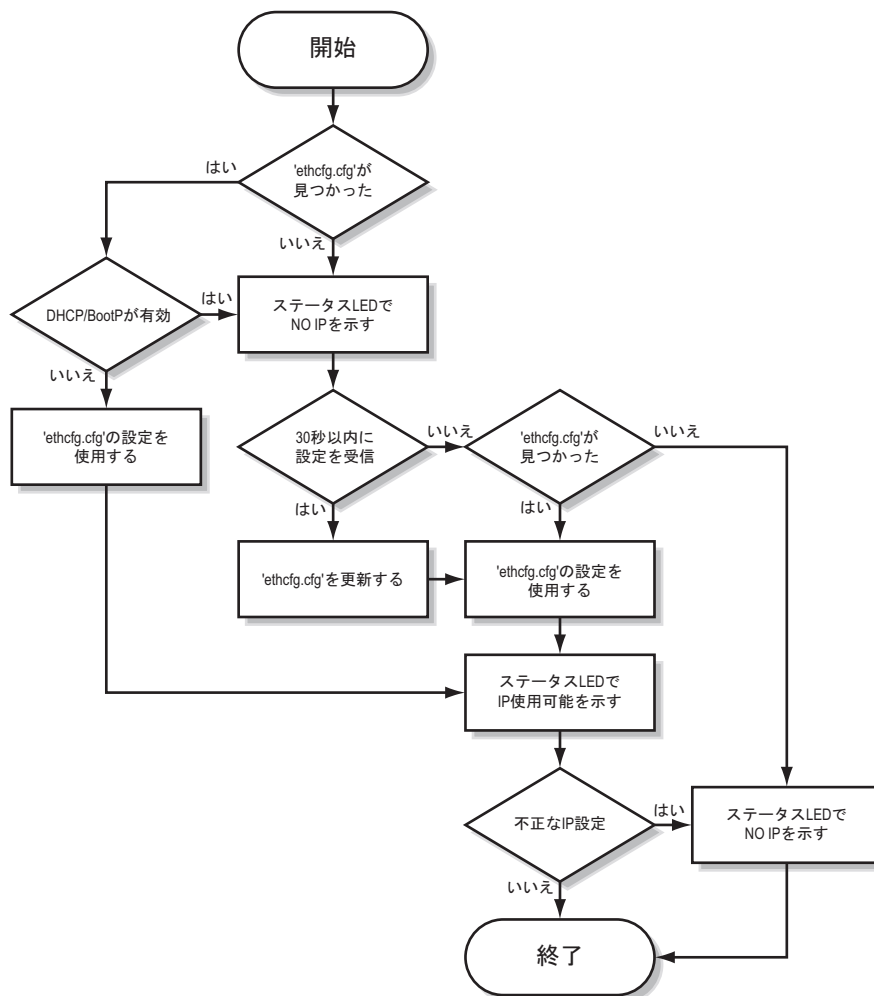 開始
はい
'ethcfg.cfg'が
見つかった
いいえ
DHCP/BootPが有効
はい
ステータスLEDで
NO IPを示す
いいえ
'ethcfg.cfg'の設定を
使用する
30秒以内に
設定を受信
いいえ
'ethcfg.cfg'が
見つかった
いいえ
はい
はい
'ethcfg.cfg'を更新する
'ethcfg.cfg'の設定を
使用する
ステータスLEDで
IP使用可能を示す
不正なIP設定
はい
ステータスLEDで
NO IPを示す
いいえ
終了